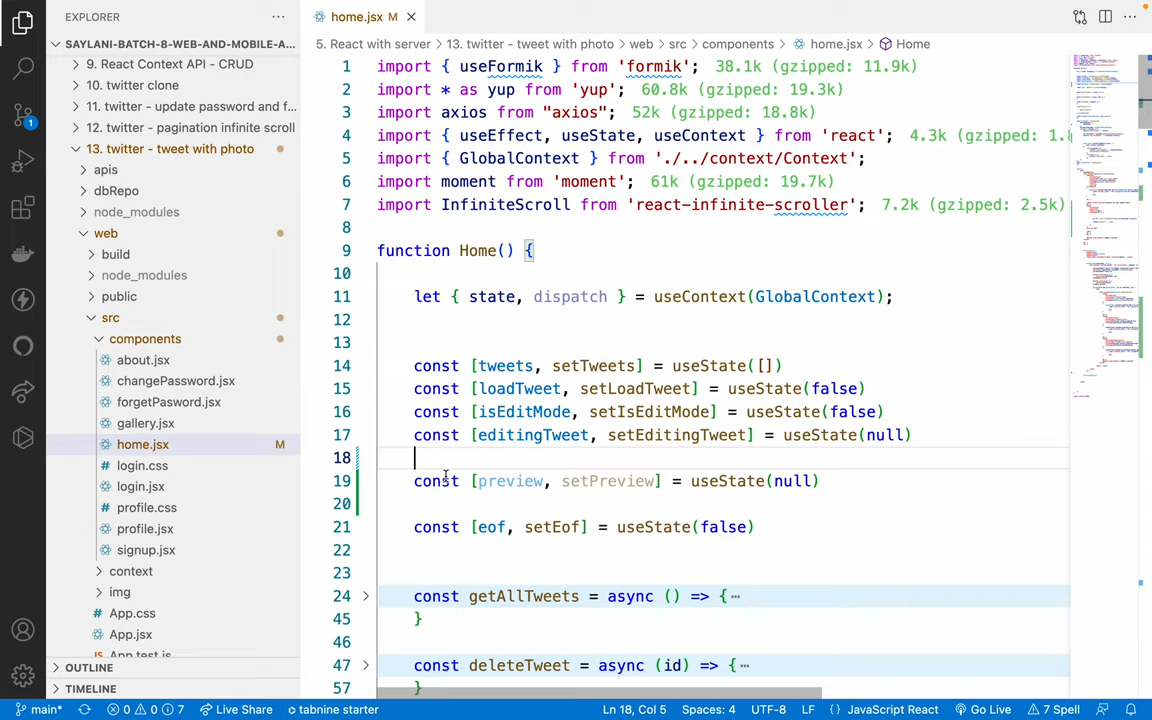 EXPLORER
SAYLANI-BATCH-8-WEB-AND-MOBILE-A...
9. React Context API - CRUD
10. twitter clone
11. twitter - update password and f...
12. twitter - pagination infinite scroll
13. twitter - tweet with photo
apis
dbRepo
node_modules
web
build
node_modules
public
src
components
about.jsx
changePassword.jsx
forgetPasword.jsx
gallery.jsx
home.jsx M
login.css
login.jsx
profile.css
profile.jsx
signup.jsx
context
img
App.css
App.jsx
App.test.js
OUTLINE
TIMELINE
1
home.jsx M
5. React with server > 13. twitter - tweet with photo > web > src > components > home.jsx > Home
1 import { useFormik } from 'formik'; 38.1k (gzipped: 11.9k)
2 import * as yup from 'yup'; 60.8k (gzipped: 19.3k)
3 import axios from "axios"; 52k (gzipped: 18.8k)
4 import { useEffect, useState, useContext } from 'react'; 4.3k (gzipped: 1.8
5 import { GlobalContext } from './../context/Context';
6 import moment from 'moment'; 61k (gzipped: 19.7k)
7 import InfiniteScroll from 'react-infinite-scroller'; 7.2k (gzipped: 2.5k)
8
9 function Home() {
10
11 let { state, dispatch } = useContext(GlobalContext);
12
13
14 const [tweets, setTweets] = useState([])
15 const [loadTweet, setLoadTweet] = useState(false)
16 const [isEditMode, setIsEditMode] = useState(false)
17 const [editingTweet, setEditingTweet] = useState(null)
18
19 const [preview, setPreview] = useState(null)
20
21 const [eof, setEof] = useState(false)
22
23
24 const getAllTweets = async () => {⋯
45 }
46
47 const deleteTweet = async (id) => {⋯
57 }
main* 0 0 7 Live Share tabnine starter Ln 18, Col 5 Spaces: 4 UTF-8 LF {} JavaScript React Go Live 7 Spell